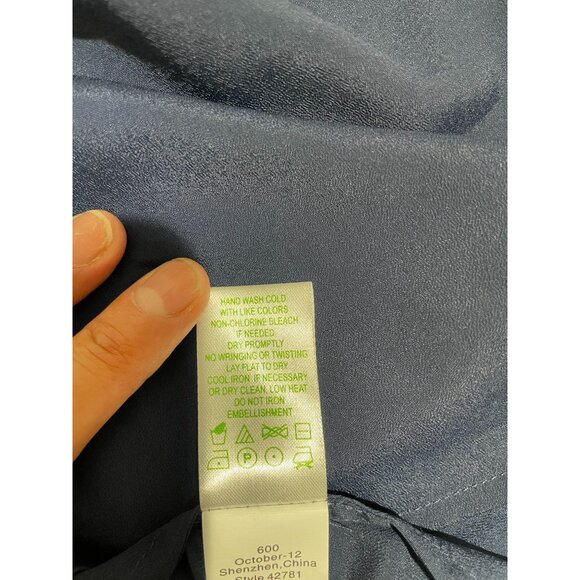 HAND WASH COLD
WITH LIKE COLORS
NON-CHLORINE BLEACH
IF NEEDED
DRY PROMPTLY
NO WRINGING OR TWISTING
LAY FLAT TO DRY
COOL IRON IF NECESSARY
OR DRY CLEAN, LOW HEAT
DO NOT IRON
EMBELLISHMENT
P
600
October-12
Shenzhen,China
Style 42781